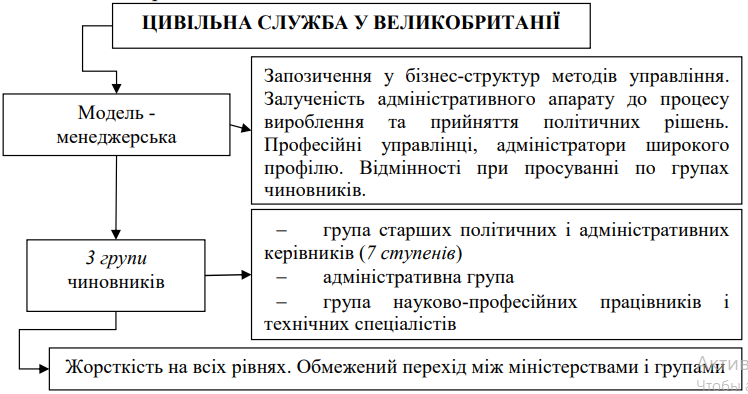 ЦИВІЛЬНА СЛУЖБА У ВЕЛИКОБРИТАНІЇ
Модель -
менеджерська
Запозичення у бізнес-структур методів управління.
Залученість адміністративного апарату до процесу
вироблення та прийняття політичних рішень.
Професійні управлінці, адміністратори широкого
профілю. Відмінності при просуванні по групах
чиновників.
3 групи
чиновників
– група старших політичних і адміністративних
керівників (7 ступенів)
– адміністративна група
– група науково-професійних працівників і
технічних спеціалістів
Жорсткість на всіх рівнях. Обмежений перехід між міністерствами і групами